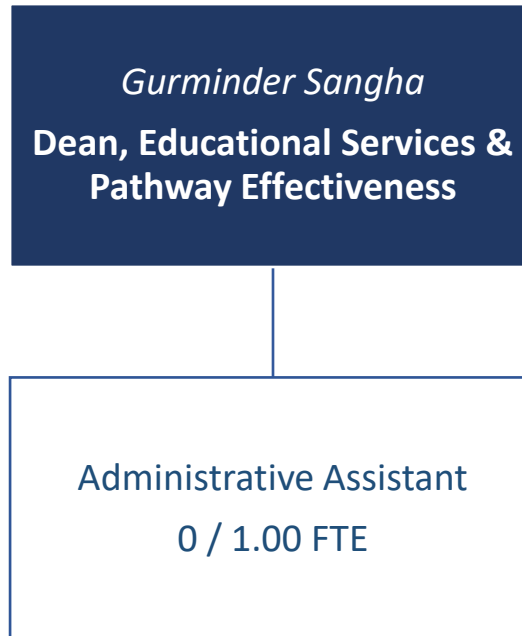 Gurminder Sangha
Dean, Educational Services &
Pathway Effectiveness
Administrative Assistant
0 / 1.00 FTE